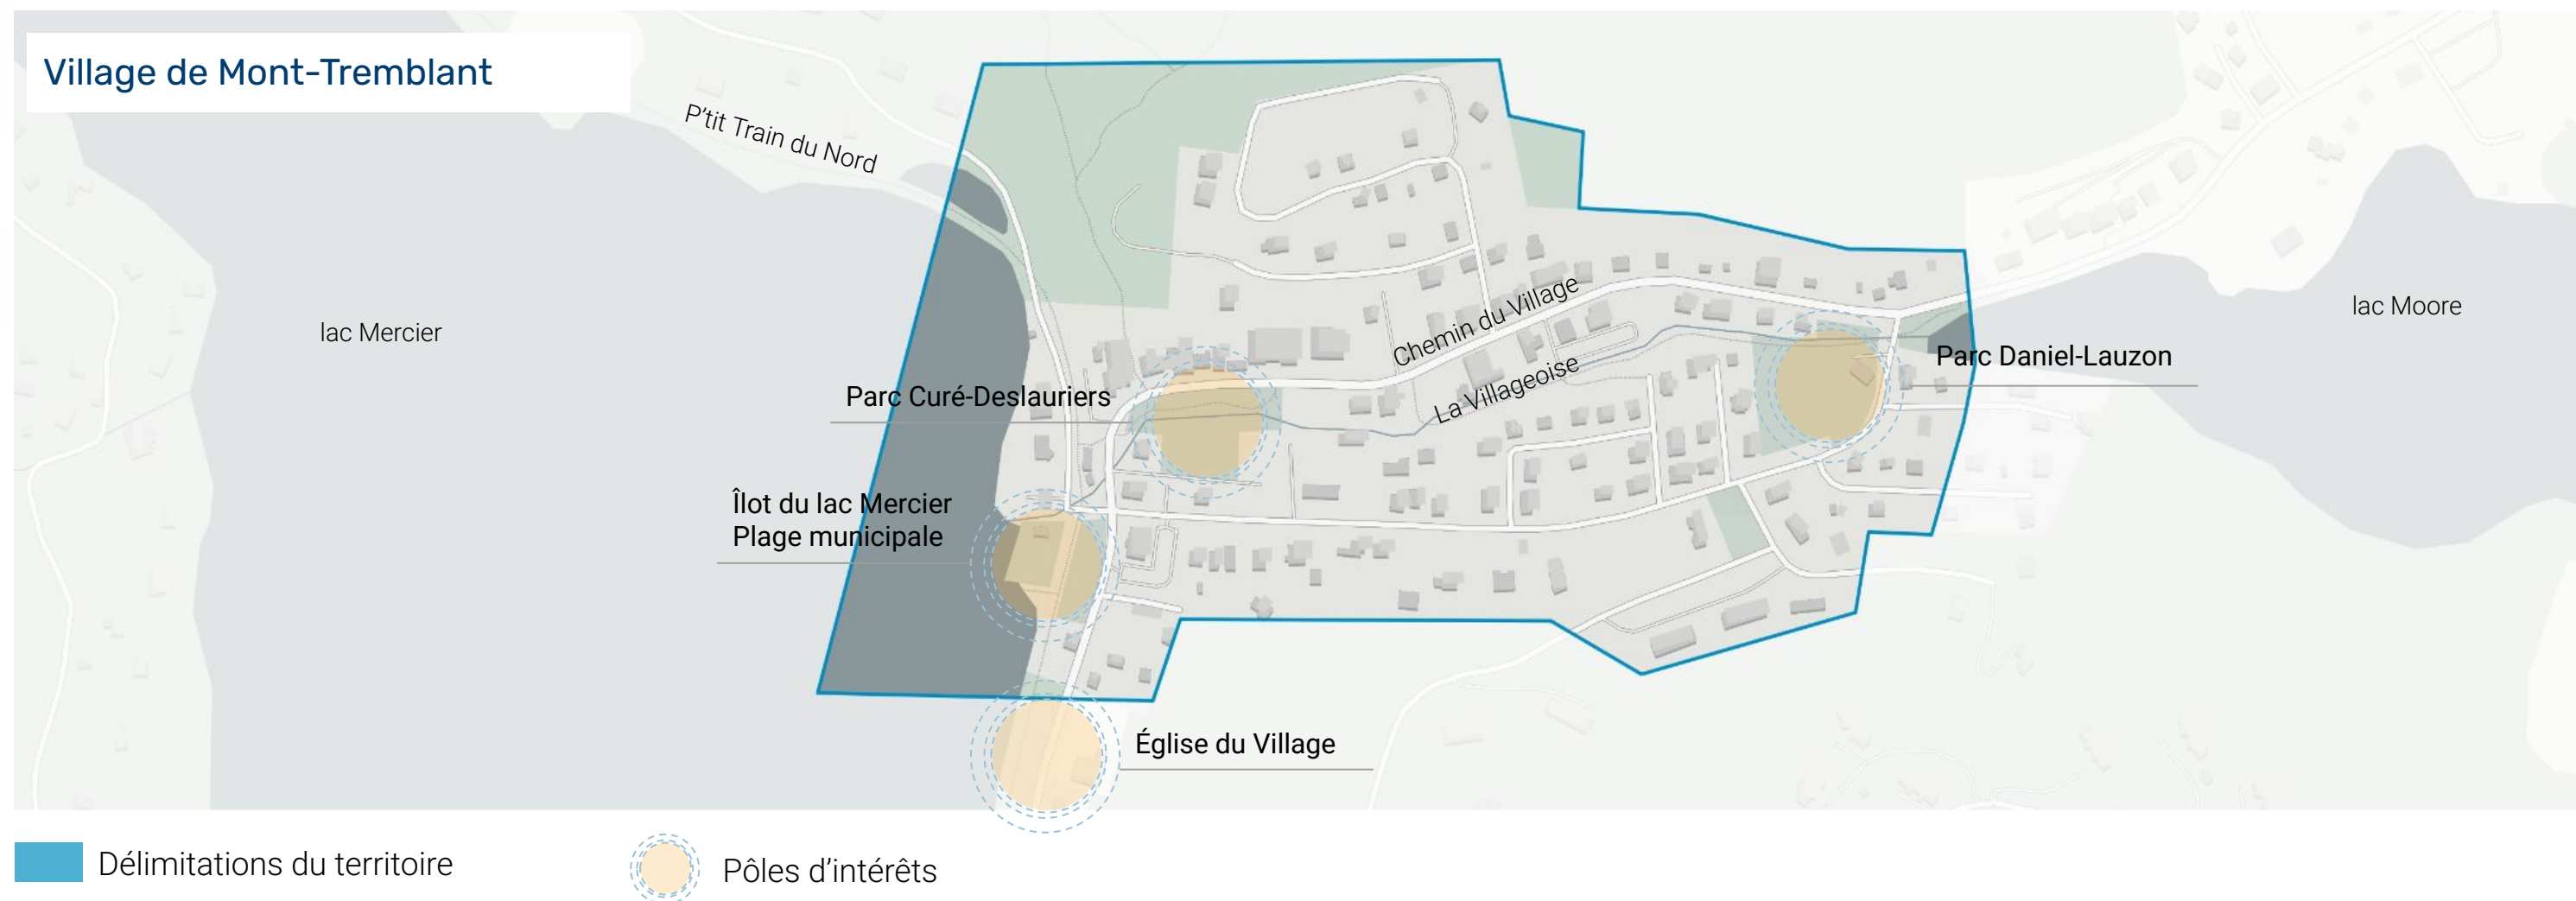 Village de Mont-Tremblant
P'tit Train du Nord
lac Mercier
lac Moore
Chemin du Village
La Villageoise
Parc Daniel-Lauzon
Parc Curé-Deslauriers
Îlot du lac Mercier
Plage municipale
Église du Village
Délimitations du territoire
Pôles d'intérêts